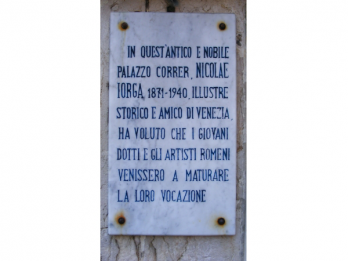 IN QUEST'ANTICO E NOBILE
PALAZZO CORRER, NICOLAE
IORGA, 1871-1940, ILLUSTRE
STORICO E AMICO DI VENEZIA,
HA VOLUTO CHE I GIOVANI
DOTTI E GLI ARTISTI ROMENI
VENISSERO A MATURARE
LA LORO VOCAZIONE